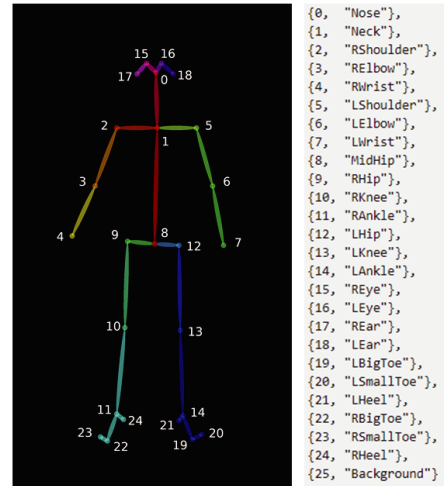 15 16
17 0 18
2 5
1
3 6
4 7
9 8 12
10 13
11 14
24 21
23 22 19 20
{0, "Nose"},
{1, "Neck"},
{2, "RShoulder"},
{3, "RElbow"},
{4, "RWrist"},
{5, "LShoulder"},
{6, "LElbow"},
{7, "LWrist"},
{8, "MidHip"},
{9, "RHip"},
{10, "RKnee"},
{11, "RAnkle"},
{12, "LHip"},
{13, "LKnee"},
{14, "LAnkle"},
{15, "REye"},
{16, "LEye"},
{17, "REar"},
{18, "LEar"},
{19, "LBigToe"},
{20, "LSmallToe"},
{21, "LHeel"},
{22, "RBigToe"},
{23, "RSmallToe"},
{24, "RHeel"},
{25, "Background"}